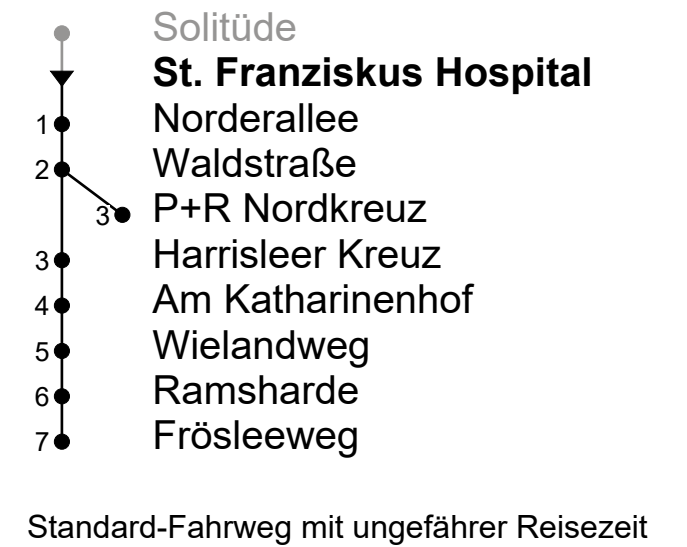 Solitüde
St. Franziskus Hospital
1 Norderallee
2 Waldstraße
3 P+R Nordkreuz
3 Harrisleer Kreuz
4 Am Katharinenhof
5 Wielandweg
6 Ramsharde
7 Frösleeweg
Standard-Fahrweg mit ungefährer Reisezeit